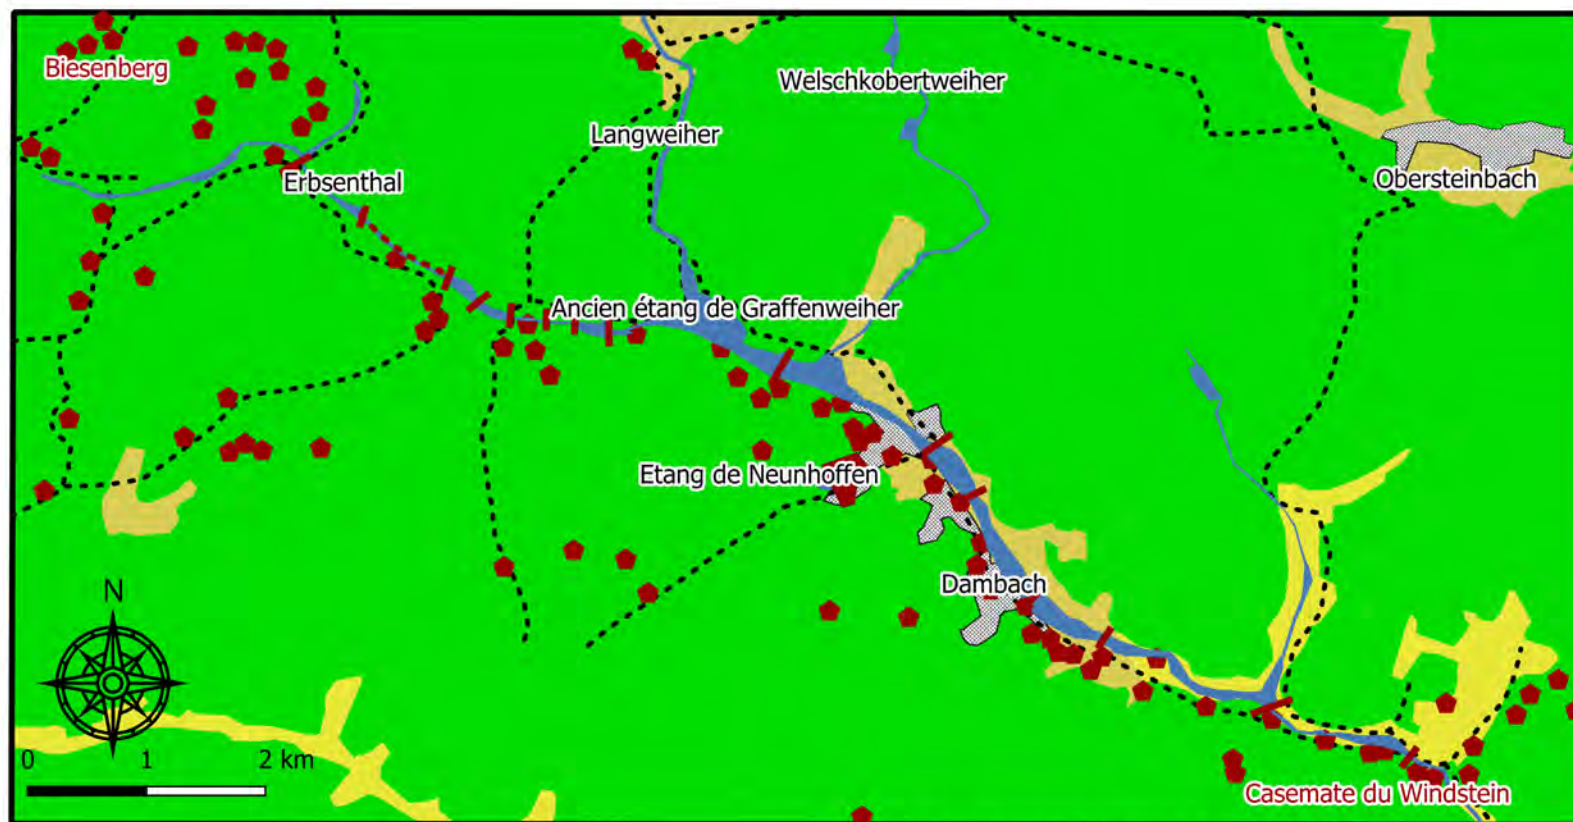 Biesenberg
Welschkobertweiher
Langweiher
Erbsenthal
Obersteinbach
Ancien étang de Graffenweiher
Etang de Neunhoffen
Dambach
N
0 1 2 km
Casemate du Windstein